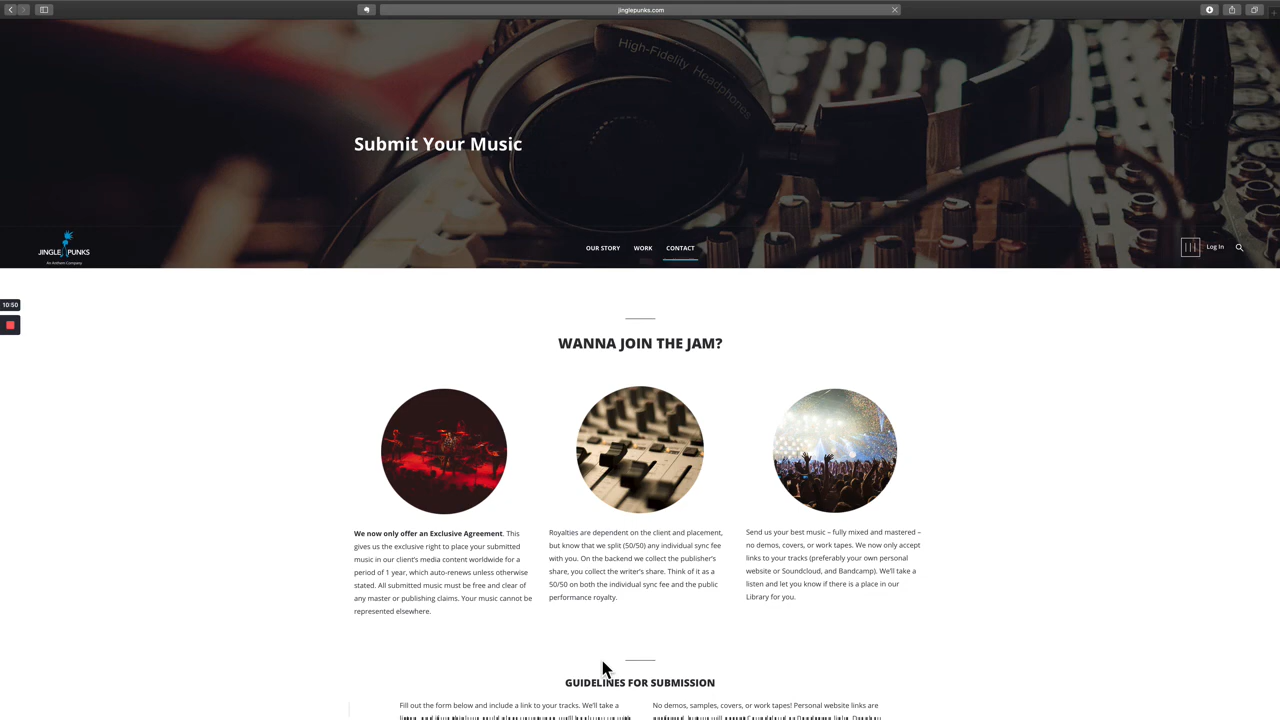 jinglepunks.com
High-Fidelity Headphones
Submit Your Music
JINGLE PUNKS
An Anthem Company
OUR STORY WORK CONTACT
Log In
10:50
WANNA JOIN THE JAM?
We now only offer an Exclusive Agreement. This
gives us the exclusive right to place your submitted
music in our client's media content worldwide for a
period of 1 year, which auto-renews unless otherwise
stated. All submitted music must be free and clear of
any master or publishing claims. Your music cannot be
represented elsewhere.
Royalties are dependent on the client and placement,
but know that we split (50/50) any individual sync fee
with you. On the backend we collect the publisher's
share, you collect the writer's share. Think of it as a
50/50 on both the individual sync fee and the public
performance royalty.
Send us your best music – fully mixed and mastered –
no demos, covers, or work tapes. We now only accept
links to your tracks (preferably your own personal
website or Soundcloud, and Bandcamp). We'll take a
listen and let you know if there is a place in our
Library for you.
GUIDELINES FOR SUBMISSION
Fill out the form below and include a link to your tracks. We'll take a
No demos, samples, covers, or work tapes! Personal website links are